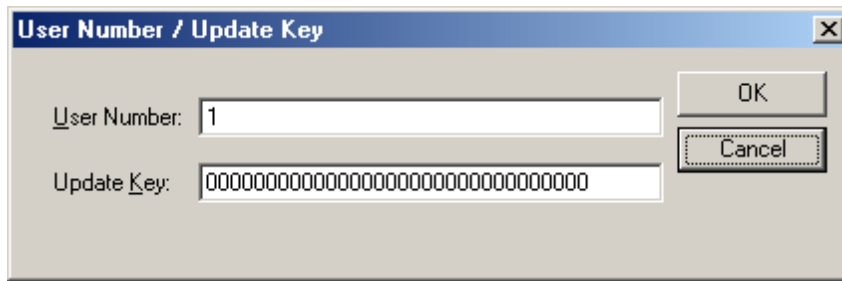 User Number / Update Key
OK
User Number: 1
Cancel
Update Key: 00000000000000000000000000000000